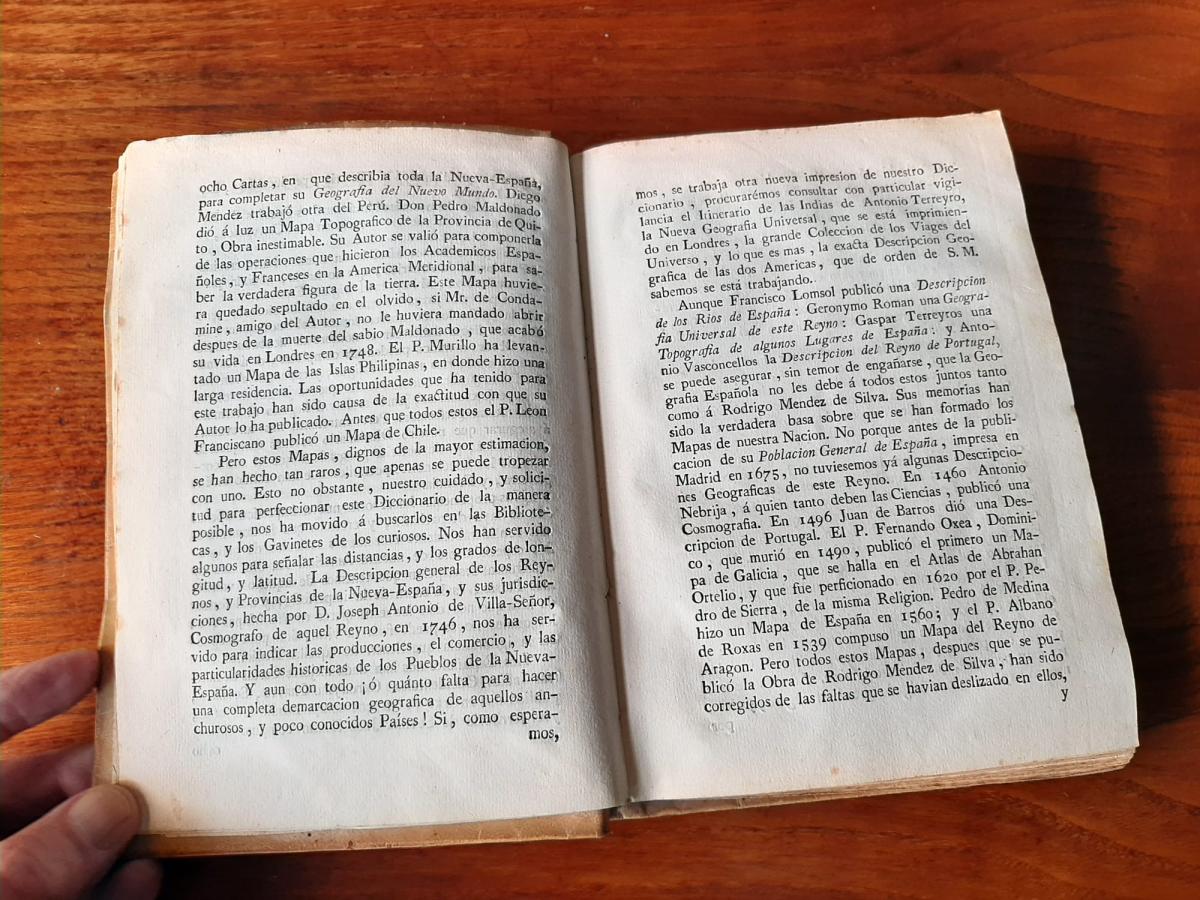 ocho Cartas, en que describia toda la Nueva-España,
para completar su Geografia del Nuevo Mundo. Diego
Mendez trabajó otra del Perú. Don Pedro Maldonado
dió á luz un Mapa Topografico de la Provincia de Qui-
to, Obra inestimable. Su Autor se valió para componerla
de las operaciones que hicieron los Academicos Espa-
ñoles, y Franceses en la America Meridional, para sa-
ber la verdadera figura de la tierra. Este Mapa huvie-
ra quedado sepultado en el olvido, si Mr. de Conda-
mine, amigo del Autor, no le huviera mandado abrir
despues de la muerte del sabio Maldonado, que acabó
su vida en Londres en 1748. El P. Murillo ha levan-
tado un Mapa de las Islas Philipinas, en donde hizo una
larga residencia. Las oportunidades que ha tenido para
este trabajo han sido causa de la exactitud con que su
Autor lo ha publicado. Antes que todos estos el P. Leon
Franciscano publicó un Mapa de Chile.
Pero estos Mapas, dignos de la mayor estimacion,
se han hecho tan raros, que apenas se puede tropezar
con uno. Esto no obstante, nuestro cuidado, y solici-
tud para perfeccionar este Diccionario de la manera
posible, nos ha movido á buscarlos en las Bibliote-
cas, y los Gavinetes de los curiosos. Nos han servido
algunos para señalar las distancias, y los grados de lon-
gitud, y latitud. La Descripcion general de los Rey-
nos, y Provincias de la Nueva-España, y sus jurisdic-
ciones, hecha por D. Joseph Antonio de Villa-Señor,
Cosmografo de aquel Reyno, en 1746, nos ha ser-
vido para indicar las producciones, el comercio, y las
particularidades historicas de los Pueblos de la Nueva-
España. Y aun con todo ¡ó quánto falta para hacer
una completa demarcacion geografica de aquellos an-
churosos, y poco conocidos Países! Si, como espera-
mos,
mos, se trabaja otra nueva impresion de nuestro Dic-
cionario, procurarémos consultar con particular vigi-
lancia el Itinerario de las Indias de Antonio Terreyro,
la Nueva Geografia Universal, que se está imprimien-
do en Londres, la grande Coleccion de los Viages del
Universo, y lo que es mas, la exacta Descripcion Geo-
grafica de las dos Americas, que de orden de S. M.
sabemos se está trabajando.
Aunque Francisco Lomsol publicó una Descripcion
de los Rios de España: Geronymo Roman una Geogra-
fia Universal de este Reyno: Gaspar Terreyros una
Topografia de algunos Lugares de España: y Anto-
nio Vasconcellos la Descripcion del Reyno de Portugal,
se puede asegurar, sin temor de engañarse, que la Geo-
grafia Española no les debe á todos estos juntos tanto
como á Rodrigo Mendez de Silva. Sus memorias han
sido la verdadera basa sobre que se han formado los
Mapas de nuestra Nacion. No porque antes de la publi-
cacion de su Poblacion General de España, impresa en
Madrid en 1675, no tuviesemos yá algunas Descripcio-
nes Geograficas de este Reyno. En 1460 Antonio
Nebrija, á quien tanto deben las Ciencias, publicó una
Cosmografia. En 1496 Juan de Barros dió una Des-
cripcion de Portugal. El P. Fernando Oxea, Domini-
co, que murió en 1490, publicó el primero un Ma-
pa de Galicia, que se halla en el Atlas de Abrahan
Ortelio, y que fue perficionado en 1620 por el P. Pe-
dro de Sierra, de la misma Religion. Pedro de Medina
hizo un Mapa de España en 1560; y el P. Albano
de Roxas en 1539 compuso un Mapa del Reyno de
Aragon. Pero todos estos Mapas, despues que se pu-
blicó la Obra de Rodrigo Mendez de Silva, han sido
corregidos de las faltas que se havian deslizado en ellos,
y